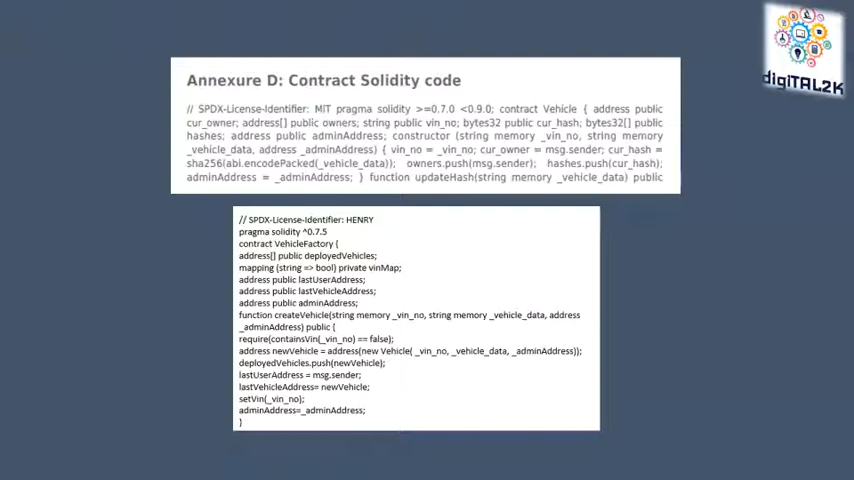 digiTAL2K
Annexure D: Contract Solidity code
// SPDX-License-Identifier: MIT pragma solidity >=0.7.0 <0.9.0; contract Vehicle { address public
cur_owner; address[] public owners; string public vin_no; bytes32 public cur_hash; bytes32[] public
hashes; address public adminAddress; constructor (string memory _vin_no, string memory
_vehicle_data, address _adminAddress) { vin_no = _vin_no; cur_owner = msg.sender; cur_hash =
sha256(abi.encodePacked(_vehicle_data)); owners.push(msg.sender); hashes.push(cur_hash);
adminAddress = _adminAddress; } function updateHash(string memory _vehicle_data) public
// SPDX-License-Identifier: HENRY
pragma solidity ^0.7.5
contract VehicleFactory {
address[] public deployedVehicles;
mapping (string => bool) private vinMap;
address public lastUserAddress;
address public lastVehicleAddress;
address public adminAddress;
function createVehicle(string memory _vin_no, string memory _vehicle_data, address
_adminAddress) public {
require(containsVin(_vin_no) == false);
address newVehicle = address(new Vehicle( _vin_no, _vehicle_data, _adminAddress));
deployedVehicles.push(newVehicle);
lastUserAddress = msg.sender;
lastVehicleAddress= newVehicle;
setVin(_vin_no);
adminAddress=_adminAddress;
}